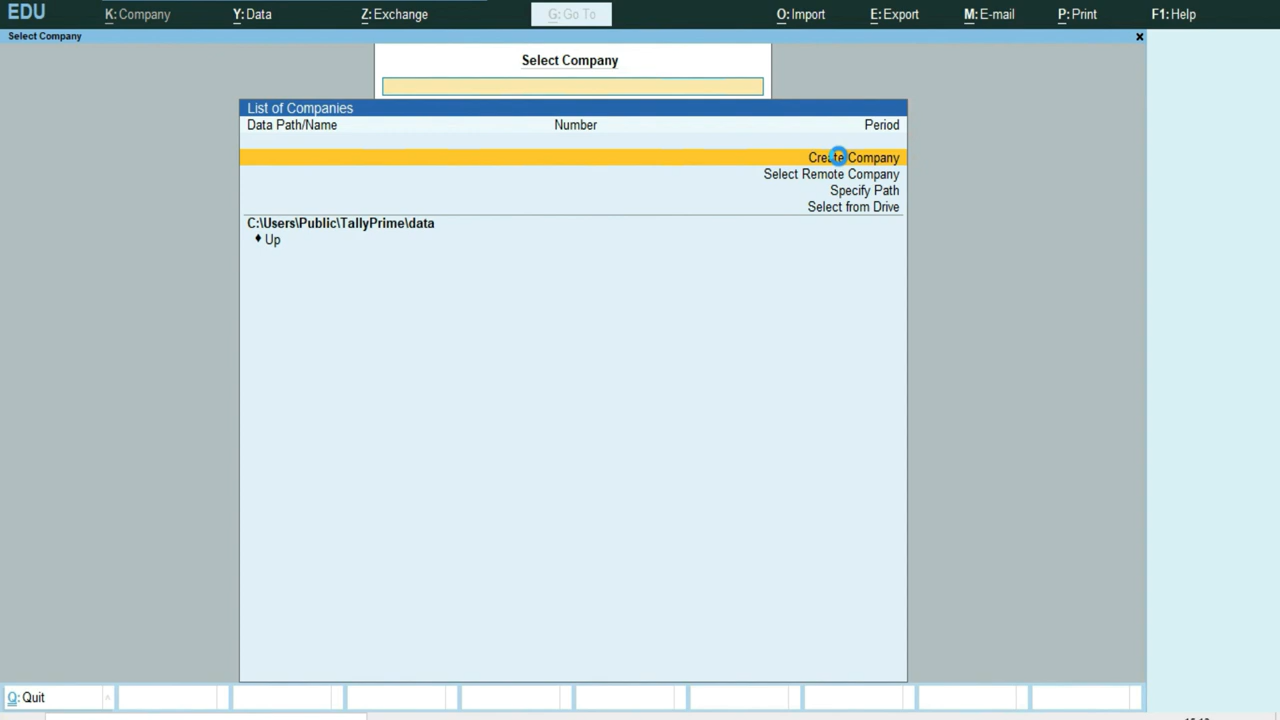 EDU
K: Company
Y: Data
Z: Exchange
G: Go To
O: Import
E: Export
M: E-mail
P: Print
F1: Help
Select Company
Select Company
List of Companies
Data Path/Name Number Period
Create Company
Select Remote Company
Specify Path
Select from Drive
C:\Users\Public\TallyPrime\data
♦ Up
Q: Quit